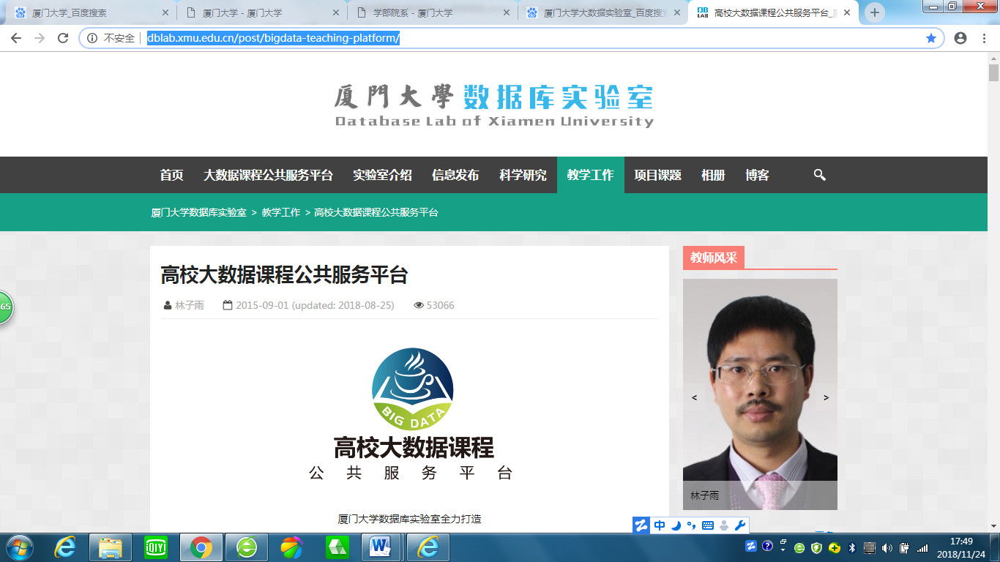 厦门大学_百度搜索
厦门大学 - 厦门大学
学部院系 - 厦门大学
厦门大学大数据实验室_百度搜索
DB LAB 高校大数据课程公共服务平台_
不安全 dblab.xmu.edu.cn/post/bigdata-teaching-platform/
厦門大學 数据库实验室
Database Lab of Xiamen University
首页 大数据课程公共服务平台 实验室介绍 信息发布 科学研究 教学工作 项目课题 相册 博客
厦门大学数据库实验室 > 教学工作 > 高校大数据课程公共服务平台
高校大数据课程公共服务平台
林子雨 2015-09-01 (updated: 2018-08-25) 53066
BIG DATA
高校大数据课程
公共服务平台
厦门大学数据库实验室全力打造
教师风采
< >
林子雨
65
中
iQIY
17:49
2018/11/24